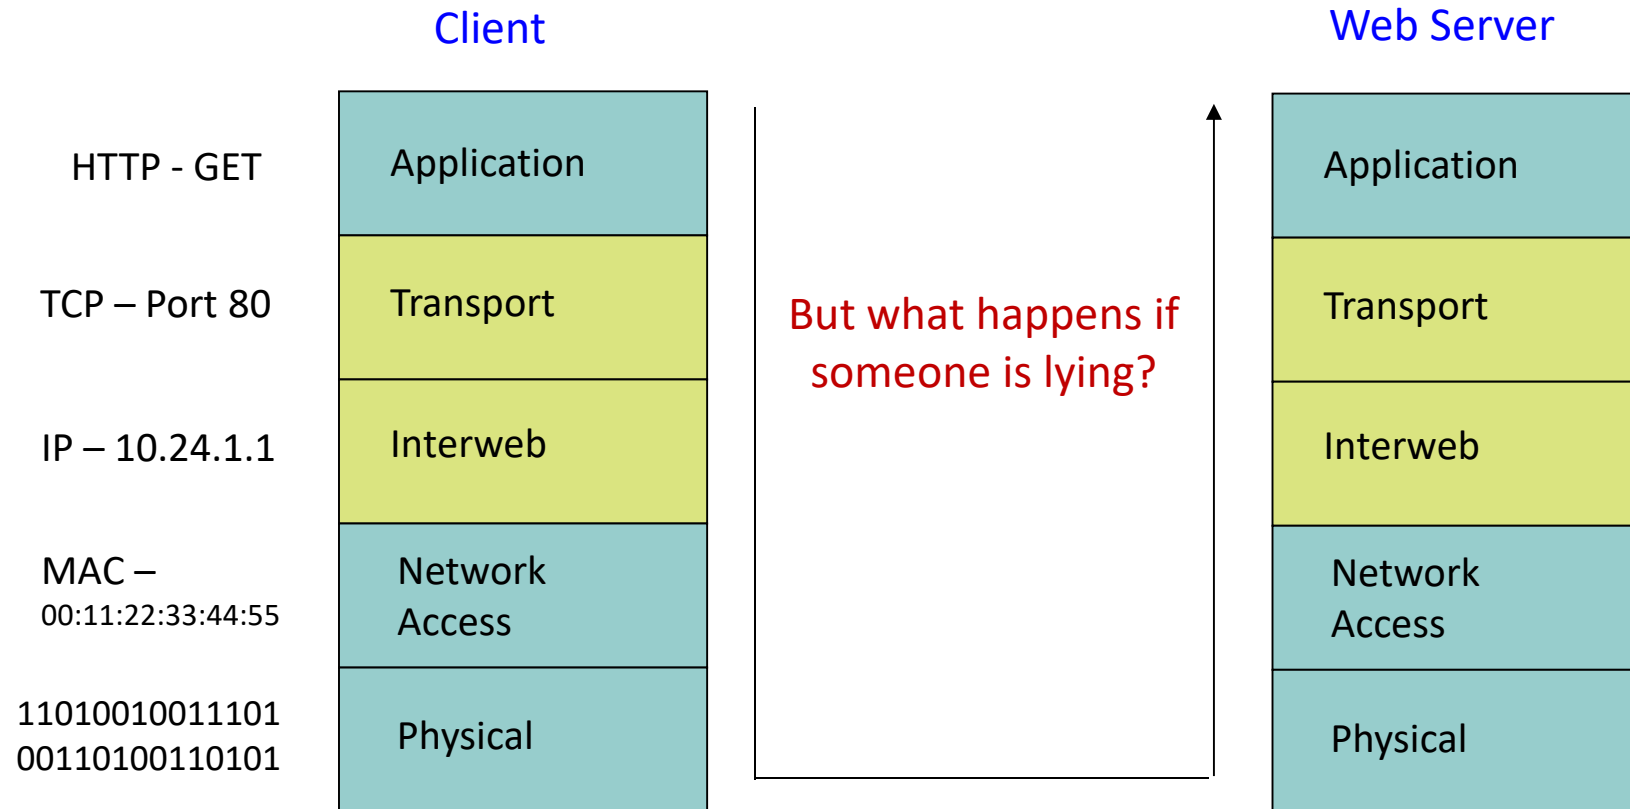 Client
Web Server
HTTP - GET
Application
Application
TCP – Port 80
Transport
But what happens if
someone is lying?
Transport
IP – 10.24.1.1
Interweb
Interweb
MAC –
00:11:22:33:44:55
Network
Access
Network
Access
11010010011101
00110100110101
Physical
Physical